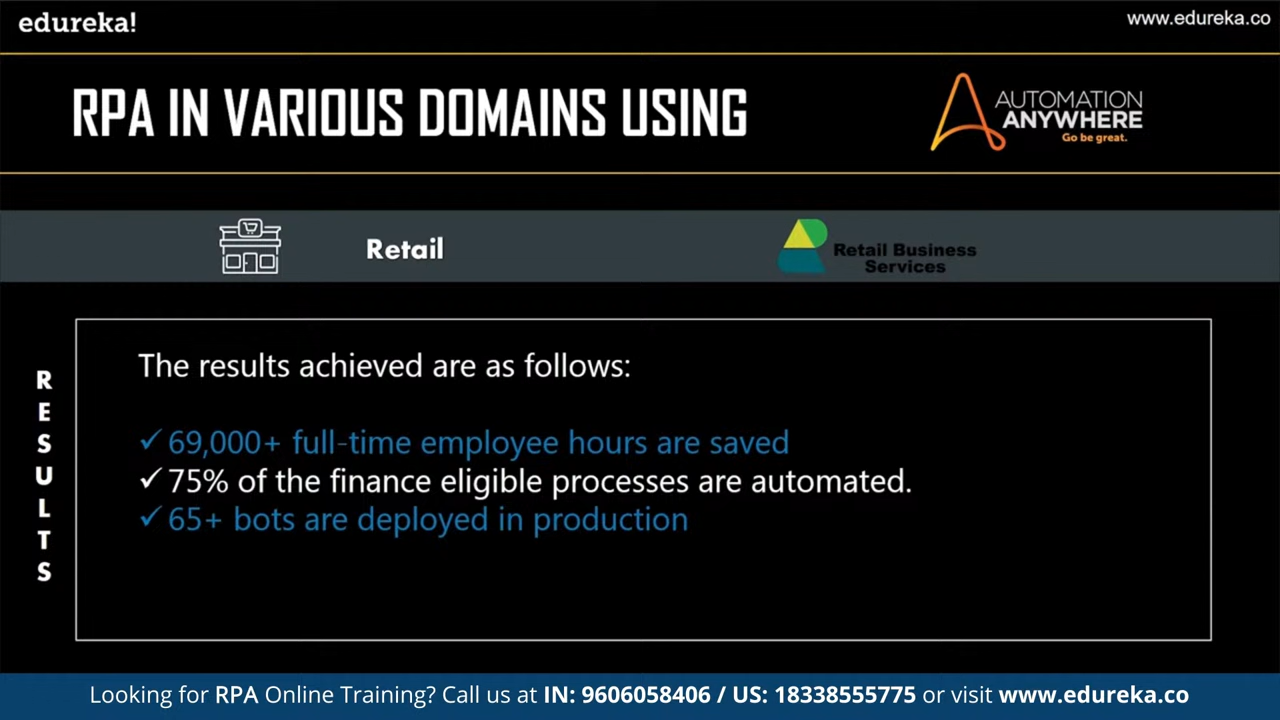 edureka!
www.edureka.co
RPA IN VARIOUS DOMAINS USING
AUTOMATION
ANYWHERE
Go be great.
Retail
Retail Business
Services
RESULTS
The results achieved are as follows:
✓ 69,000+ full-time employee hours are saved
✓ 75% of the finance eligible processes are automated.
✓ 65+ bots are deployed in production
Looking for RPA Online Training? Call us at IN: 9606058406 / US: 18338555775 or visit www.edureka.co